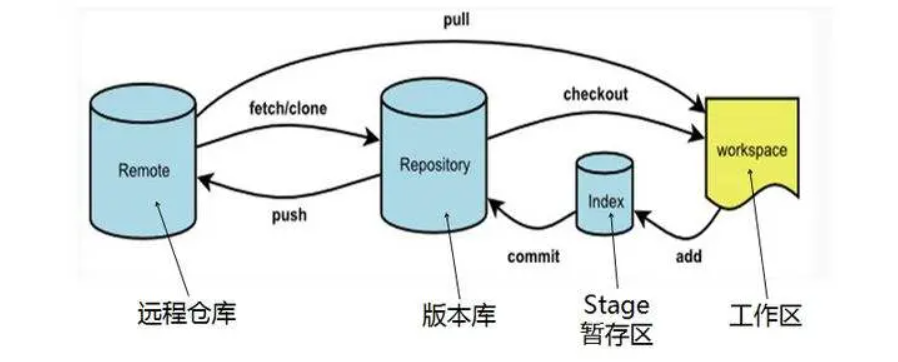 pull
fetch/clone
checkout
Remote
Repository
workspace
Index
push
commit
add
远程仓库
版本库
Stage
暂存区
工作区